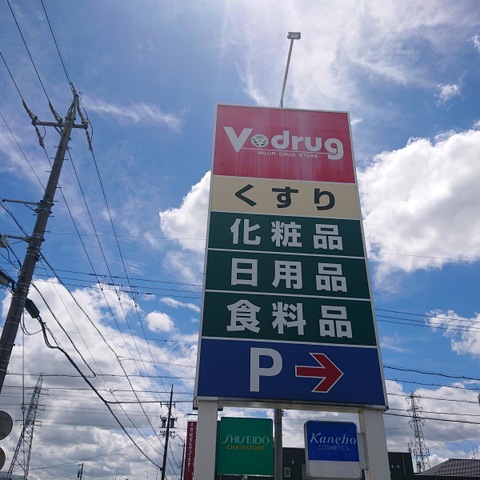 Vdrug
VALOR DRUG STORE
くすり
化粧品
日用品
食料品
P
SHISEIDO
CHAINSTORE
Kanebo
COSMETICS